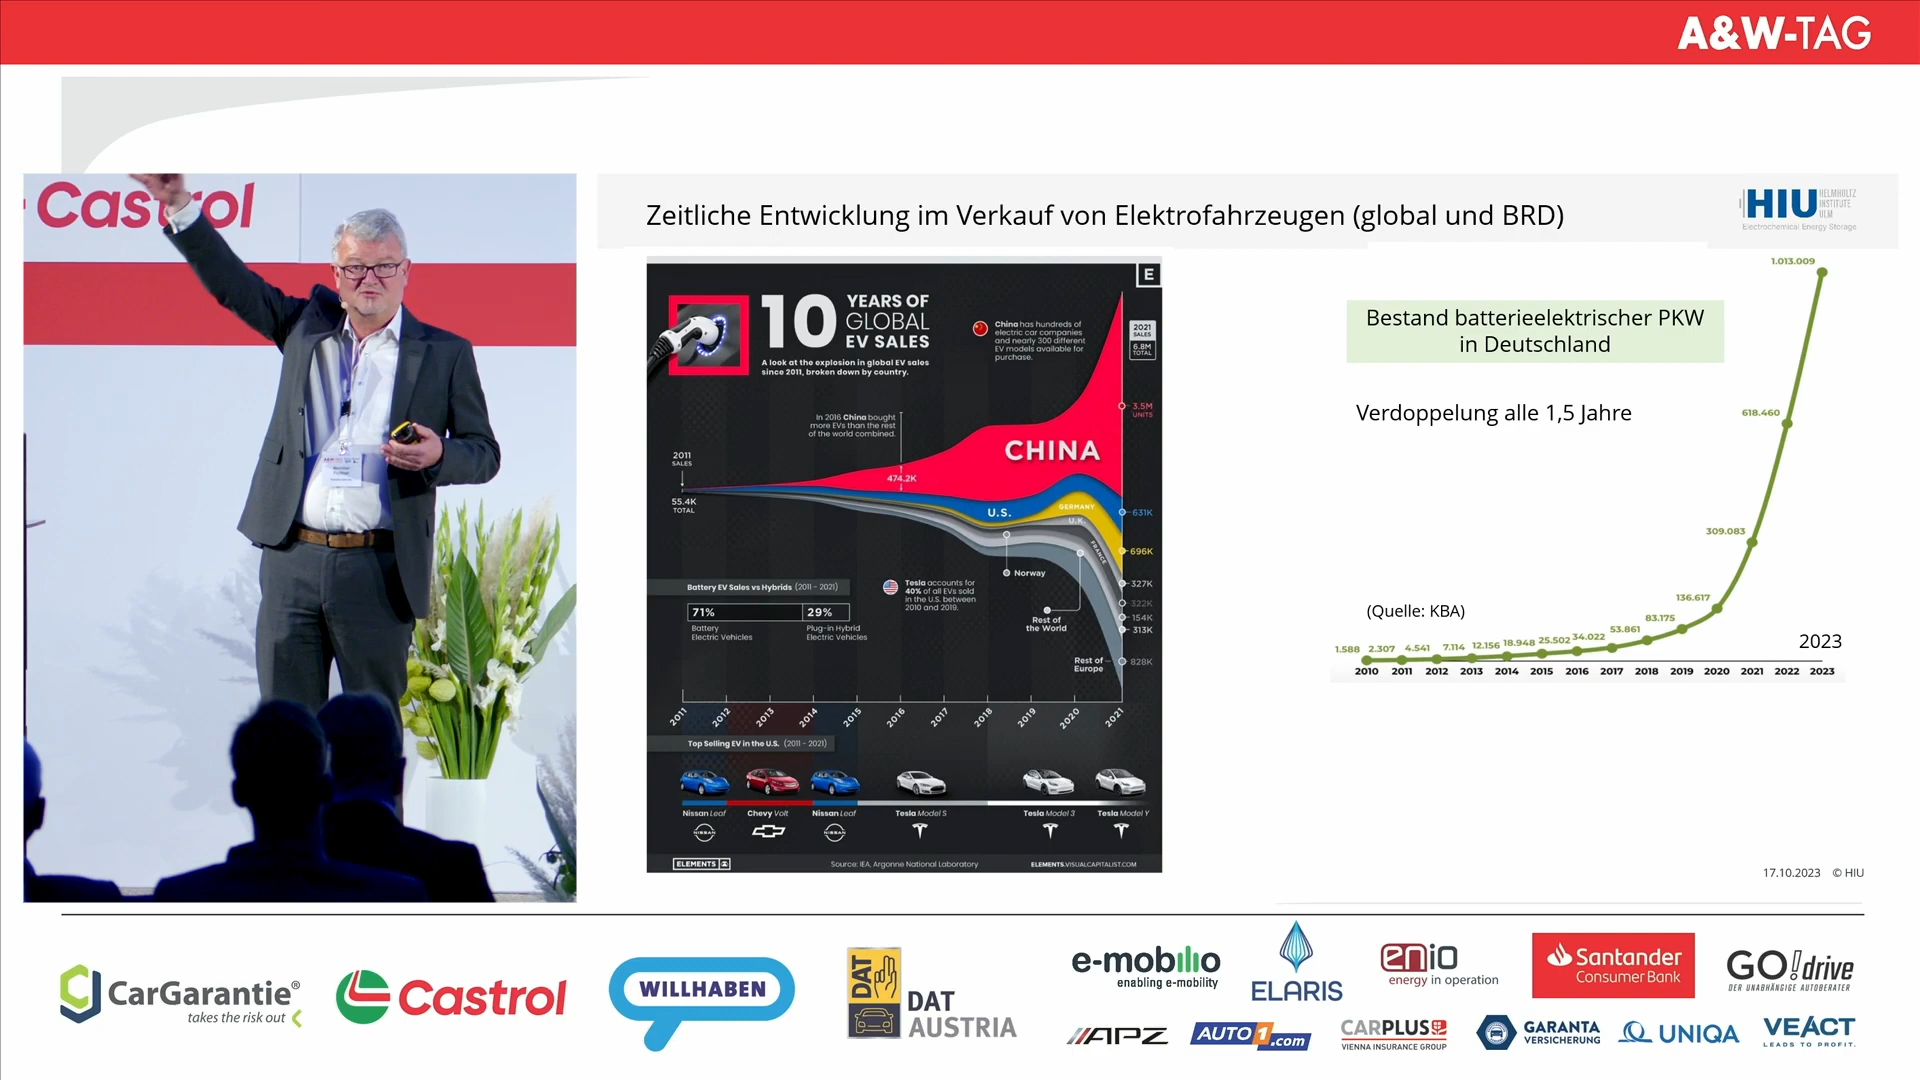 A&W-TAG
Castrol
Zeitliche Entwicklung im Verkauf von Elektrofahrzeugen (global und BRD)
HIU
HELMHOLTZ
INSTITUTE
ULM
Electrochemical Energy Storage
E
10
YEARS OF
GLOBAL
EV SALES
A look at the explosion in global EV sales
since 2011, broken down by country.
China has hundreds of
electric car companies
and nearly 300 different
EV models available for
purchase.
2021
SALES
6.8M
TOTAL
3.5M
UNITS
In 2016 China bought
more EVs than the rest
of the world combined.
CHINA
2011
SALES
474.2K
55.4K
TOTAL
U.S.
GERMANY
U.K.
FRANCE
631K
696K
Norway
327K
322K
154K
313K
Rest of
the World
Rest of
Europe
828K
Battery EV Sales vs Hybrids (2011 - 2021)
71%
29%
Battery
Electric Vehicles
Plug-in Hybrid
Electric Vehicles
Tesla accounts for
40% of all EVs sold
in the U.S. between
2010 and 2019.
2011 2012 2013 2014 2015 2016 2017 2018 2019 2020 2021
Top Selling EV in the U.S. (2011 - 2021)
Nissan Leaf
Chevy Volt
Nissan Leaf
Tesla Model S
Tesla Model 3
Tesla Model Y
ELEMENTS
Source: IEA, Argonne National Laboratory
ELEMENTS.VISUALCAPITALIST.COM
Bestand batterieelektrischer PKW
in Deutschland
Verdoppelung alle 1,5 Jahre
(Quelle: KBA)
1.013.009
618.460
309.083
136.617
83.175
53.861
1.588 2.307 4.541 7.114 12.156 18.948 25.502 34.022
2023
2010 2011 2012 2013 2014 2015 2016 2017 2018 2019 2020 2021 2022 2023
17.10.2023 © HIU
CarGarantie®
takes the risk out
Castrol
WILLHABEN
DAT
DAT
AUSTRIA
e-mobilio
enabling e-mobility
ELARIS
enio
energy in operation
Santander
Consumer Bank
GO!drive
DER UNABHÄNGIGE AUTOBERATER
APZ
AUTO1.com
CARPLUS
VIENNA INSURANCE GROUP
GARANTA
VERSICHERUNG
UNIQA
VEACT
LEADS TO PROFIT.